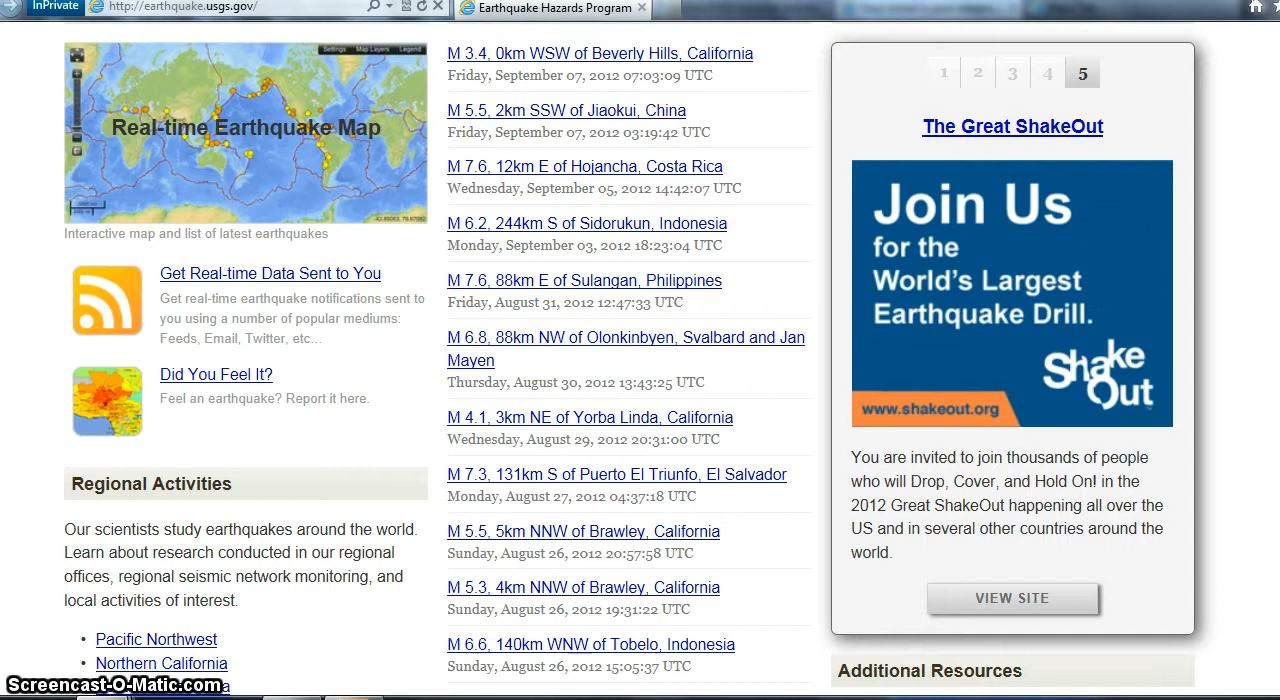 InPrivate
http://earthquake.usgs.gov/
Earthquake Hazards Program
Settings Map Layers Legend
Real-time Earthquake Map
Interactive map and list of latest earthquakes
Get Real-time Data Sent to You
Get real-time earthquake notifications sent to
you using a number of popular mediums:
Feeds, Email, Twitter, etc...
Did You Feel It?
Feel an earthquake? Report it here.
Regional Activities
Our scientists study earthquakes around the world.
Learn about research conducted in our regional
offices, regional seismic network monitoring, and
local activities of interest.
• Pacific Northwest
• Northern California
M 3.4, 0km WSW of Beverly Hills, California
Friday, September 07, 2012 07:03:09 UTC
M 5.5, 2km SSW of Jiaokui, China
Friday, September 07, 2012 03:19:42 UTC
M 7.6, 12km E of Hojancha, Costa Rica
Wednesday, September 05, 2012 14:42:07 UTC
M 6.2, 244km S of Sidorukun, Indonesia
Monday, September 03, 2012 18:23:04 UTC
M 7.6, 88km E of Sulangan, Philippines
Friday, August 31, 2012 12:47:33 UTC
M 6.8, 88km NW of Olonkinbyen, Svalbard and Jan
Mayen
Thursday, August 30, 2012 13:43:25 UTC
M 4.1, 3km NE of Yorba Linda, California
Wednesday, August 29, 2012 20:31:00 UTC
M 7.3, 131km S of Puerto El Triunfo, El Salvador
Monday, August 27, 2012 04:37:18 UTC
M 5.5, 5km NNW of Brawley, California
Sunday, August 26, 2012 20:57:58 UTC
M 5.3, 4km NNW of Brawley, California
Sunday, August 26, 2012 19:31:22 UTC
M 6.6, 140km WNW of Tobelo, Indonesia
Sunday, August 26, 2012 15:05:37 UTC
1 2 3 4 5
The Great ShakeOut
Join Us
for the
World's Largest
Earthquake Drill.
Shake
Out
www.shakeout.org
You are invited to join thousands of people
who will Drop, Cover, and Hold On! in the
2012 Great ShakeOut happening all over the
US and in several other countries around the
world.
VIEW SITE
Additional Resources
Screencast-O-Matic.com